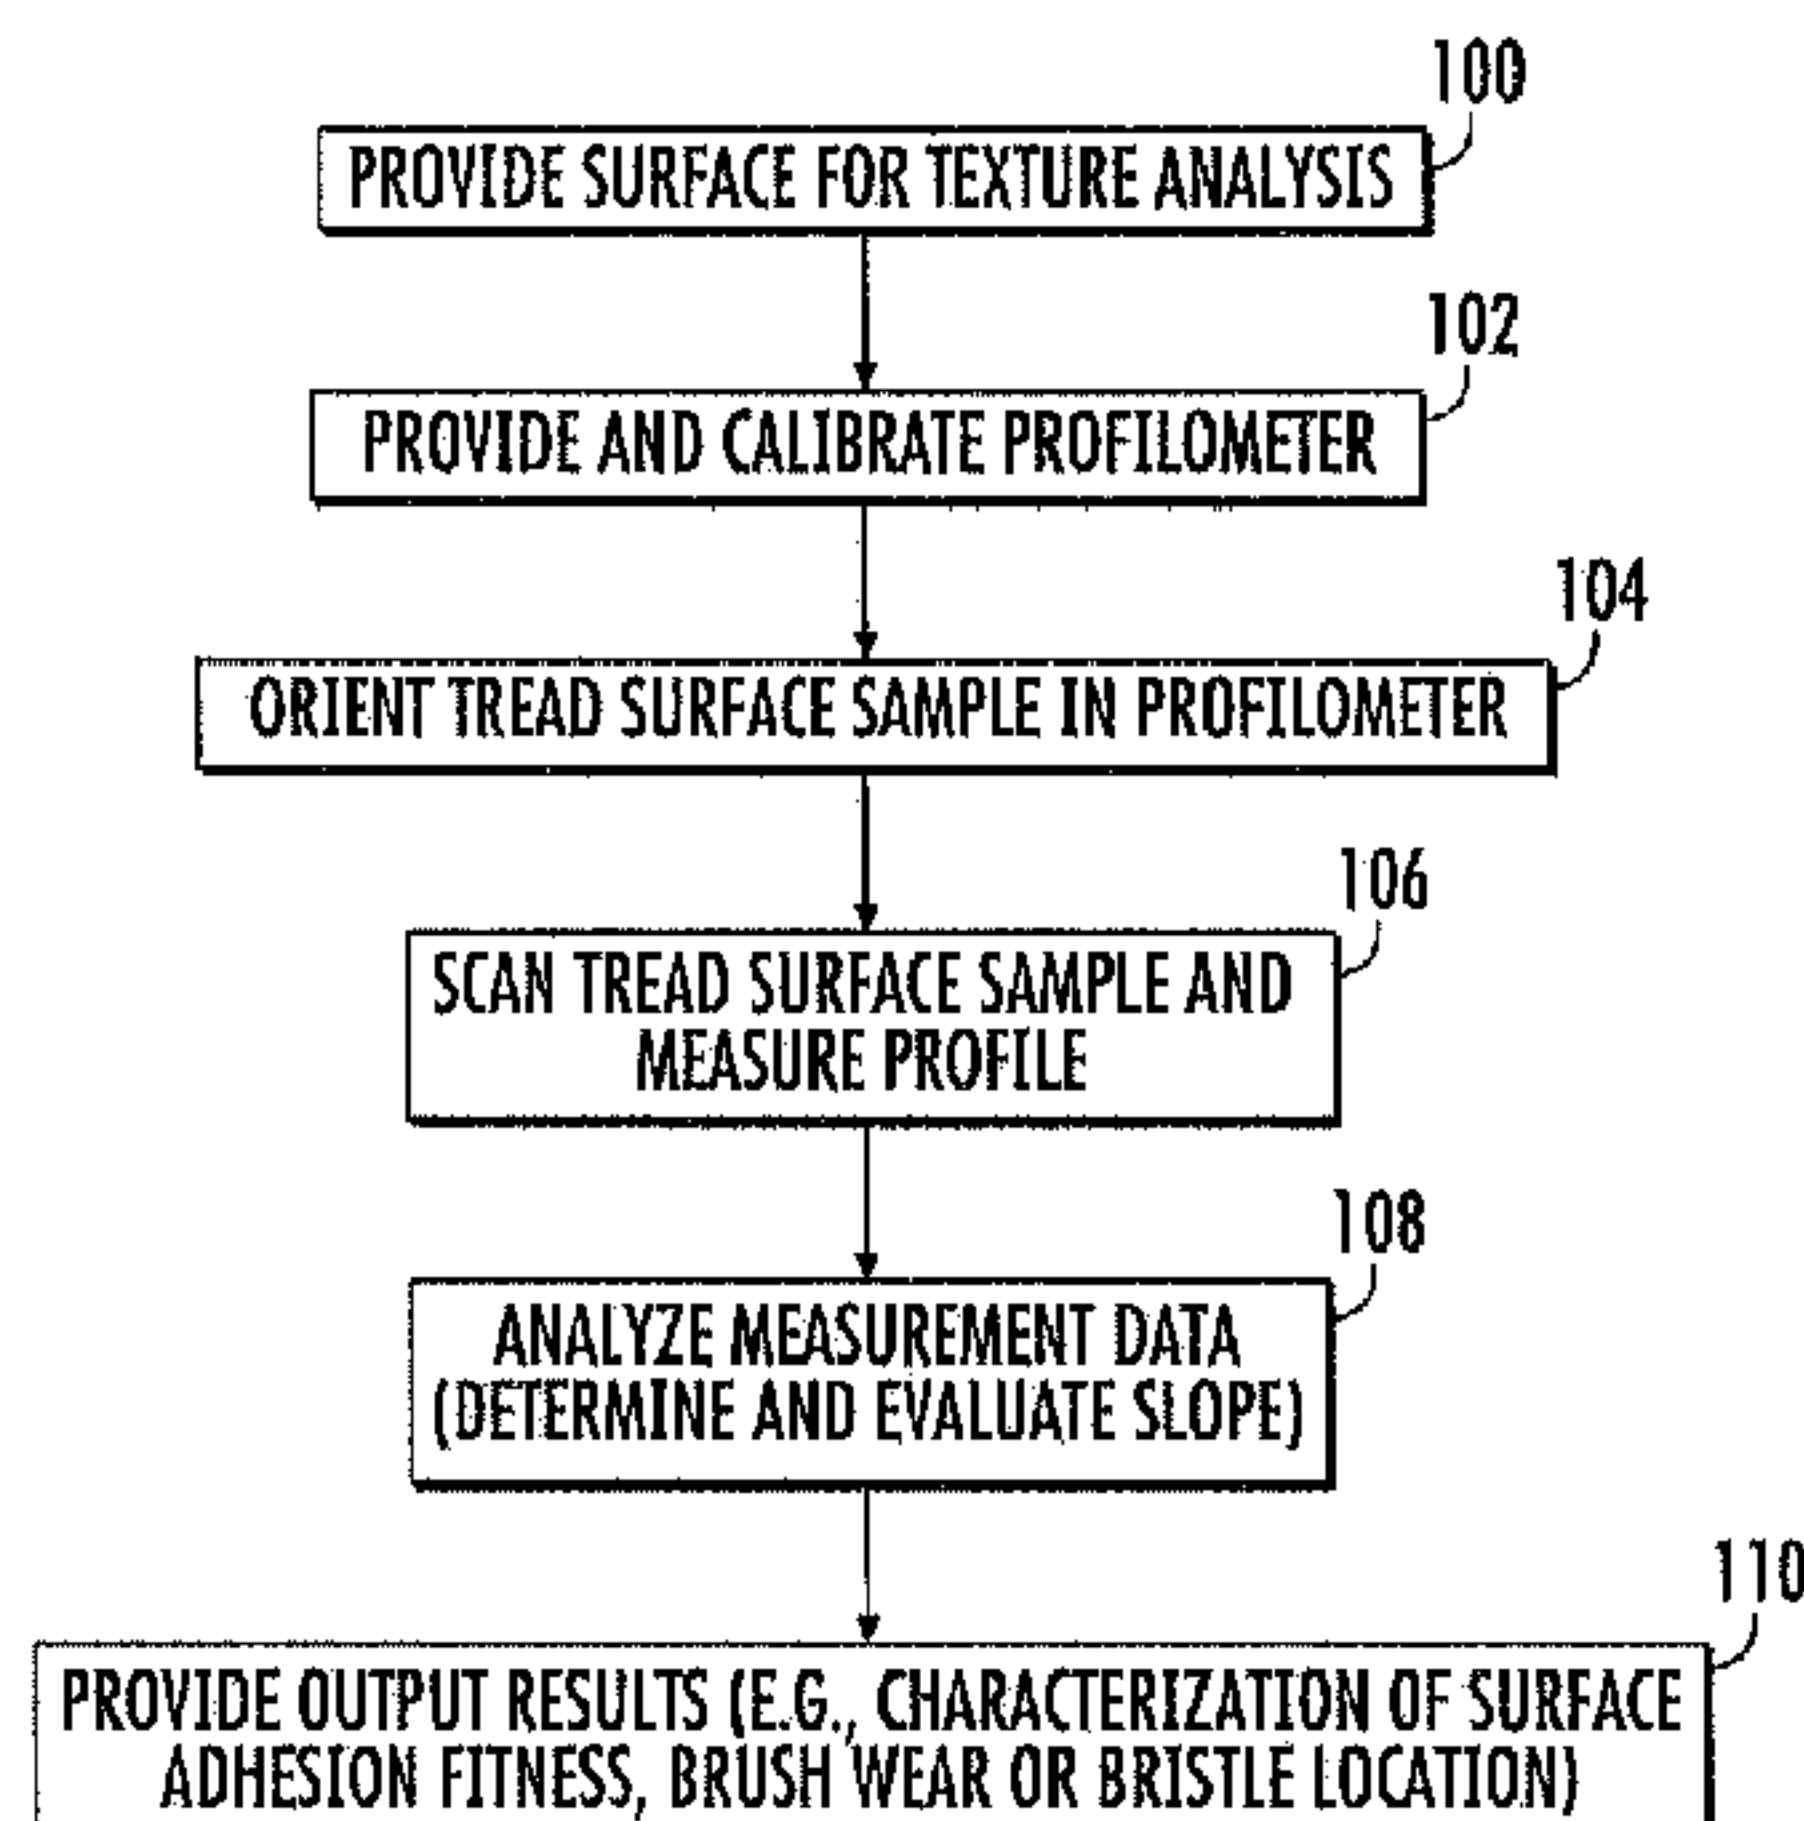 100
PROVIDE SURFACE FOR TEXTURE ANALYSIS
102
PROVIDE AND CALIBRATE PROFILOMETER
104
ORIENT TREAD SURFACE SAMPLE IN PROFILOMETER
106
SCAN TREAD SURFACE SAMPLE AND
MEASURE PROFILE
108
ANALYZE MEASUREMENT DATA
(DETERMINE AND EVALUATE SLOPE)
110
PROVIDE OUTPUT RESULTS (E.G., CHARACTERIZATION OF SURFACE
ADHESION FITNESS, BRUSH WEAR OR BRISTLE LOCATION)